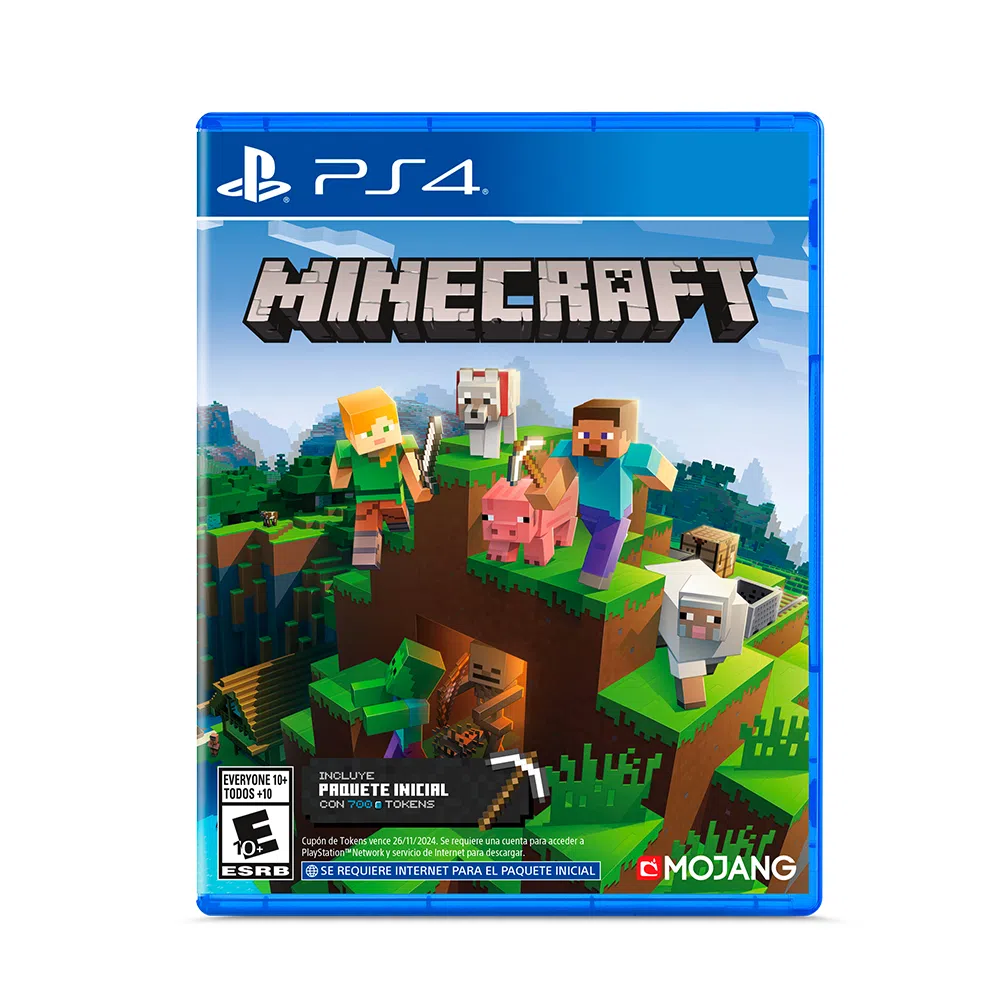 PS4
MINECRAFT
EVERYONE 10+
TODOS +10
E
10+
ESRB
INCLUYE
PAQUETE INICIAL
CON 700 TOKENS
Cupón de Tokens vence 26/11/2024. Se requiere una cuenta para acceder a
PlayStation™Network y servicio de Internet para descargar.
SE REQUIERE INTERNET PARA EL PAQUETE INICIAL
MOJANG